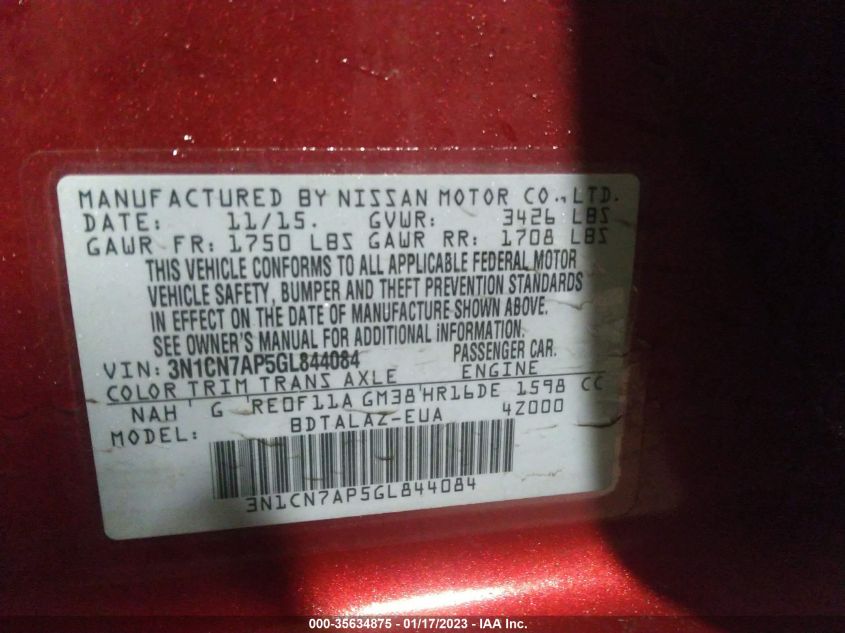 MANUFACTURED BY NISSAN MOTOR CO.,LTD.
DATE: 11/15. GVWR: 3426 LBS
GAWR FR: 1750 LBS GAWR RR: 1708 LBS
THIS VEHICLE CONFORMS TO ALL APPLICABLE FEDERAL MOTOR
VEHICLE SAFETY, BUMPER AND THEFT PREVENTION STANDARDS
IN EFFECT ON THE DATE OF MANUFACTURE SHOWN ABOVE.
SEE OWNER'S MANUAL FOR ADDITIONAL INFORMATION.
VIN: 3N1CN7AP5GL844084 PASSENGER CAR.
COLOR TRIM TRANS AXLE ENGINE
NAH G RE0F11A GM38 HR16DE 1598 CC
MODEL: BDTALAZ-EUA 4Z000
3N1CN7AP5GL844084
000-35634875 - 01/17/2023 - IAA Inc.